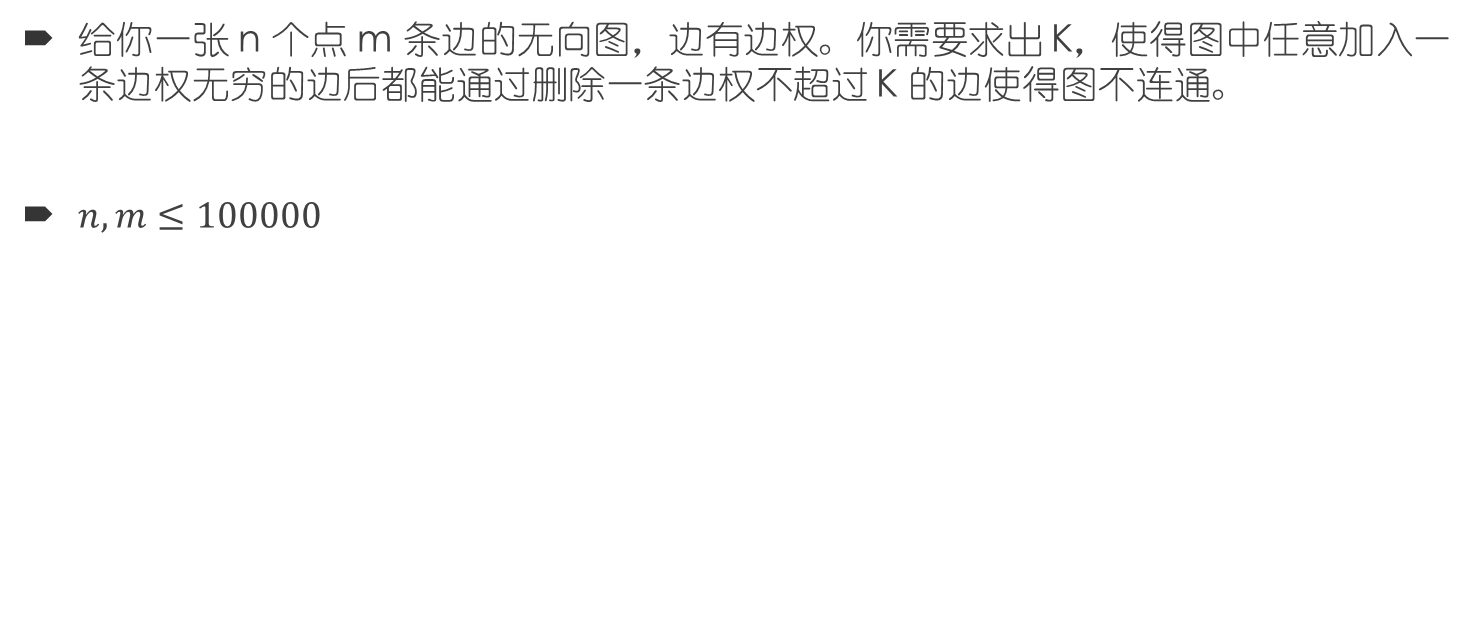 给你一张 n 个点 m 条边的无向图，边有边权。你需要求出K，使得图中任意加入一
条边权无穷的边后都能通过删除一条边权不超过K 的边使得图不连通。
n, m ≤ 100000